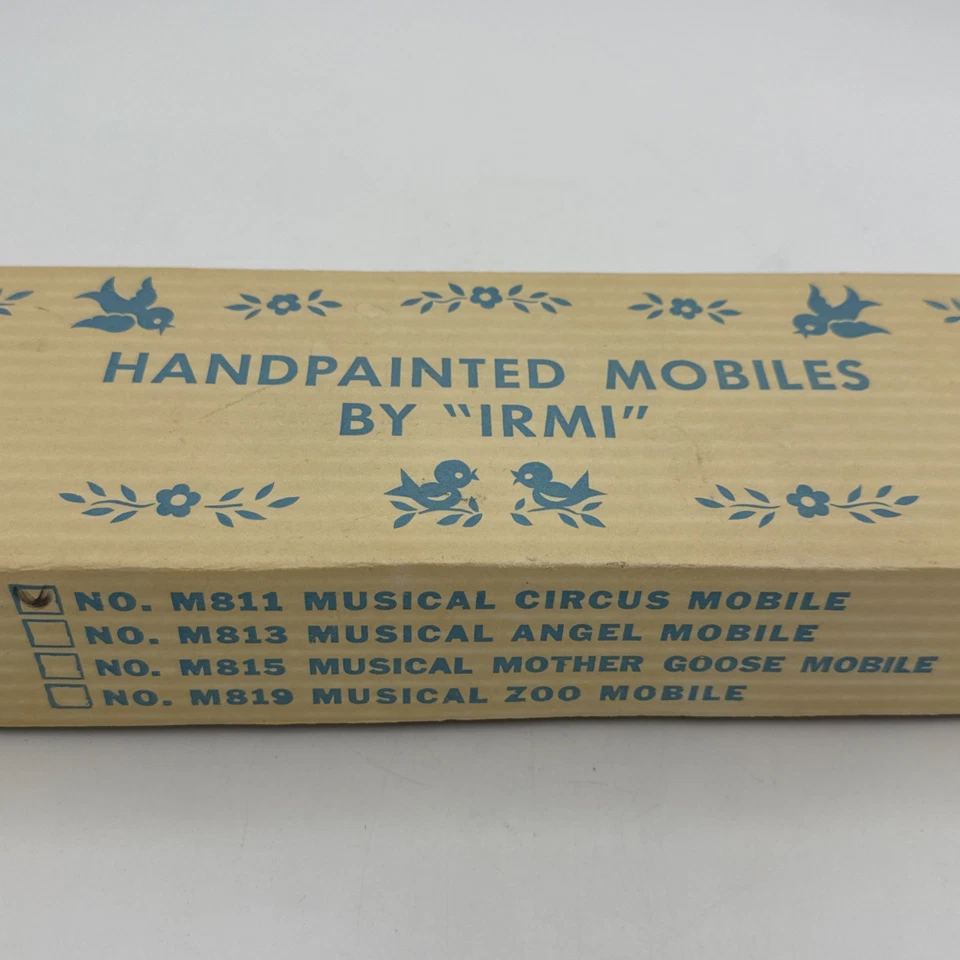 HANDPAINTED MOBILES
BY "IRMI"
NO. M811 MUSICAL CIRCUS MOBILE
NO. M813 MUSICAL ANGEL MOBILE
NO. M815 MUSICAL MOTHER GOOSE MOBILE
NO. M819 MUSICAL ZOO MOBILE